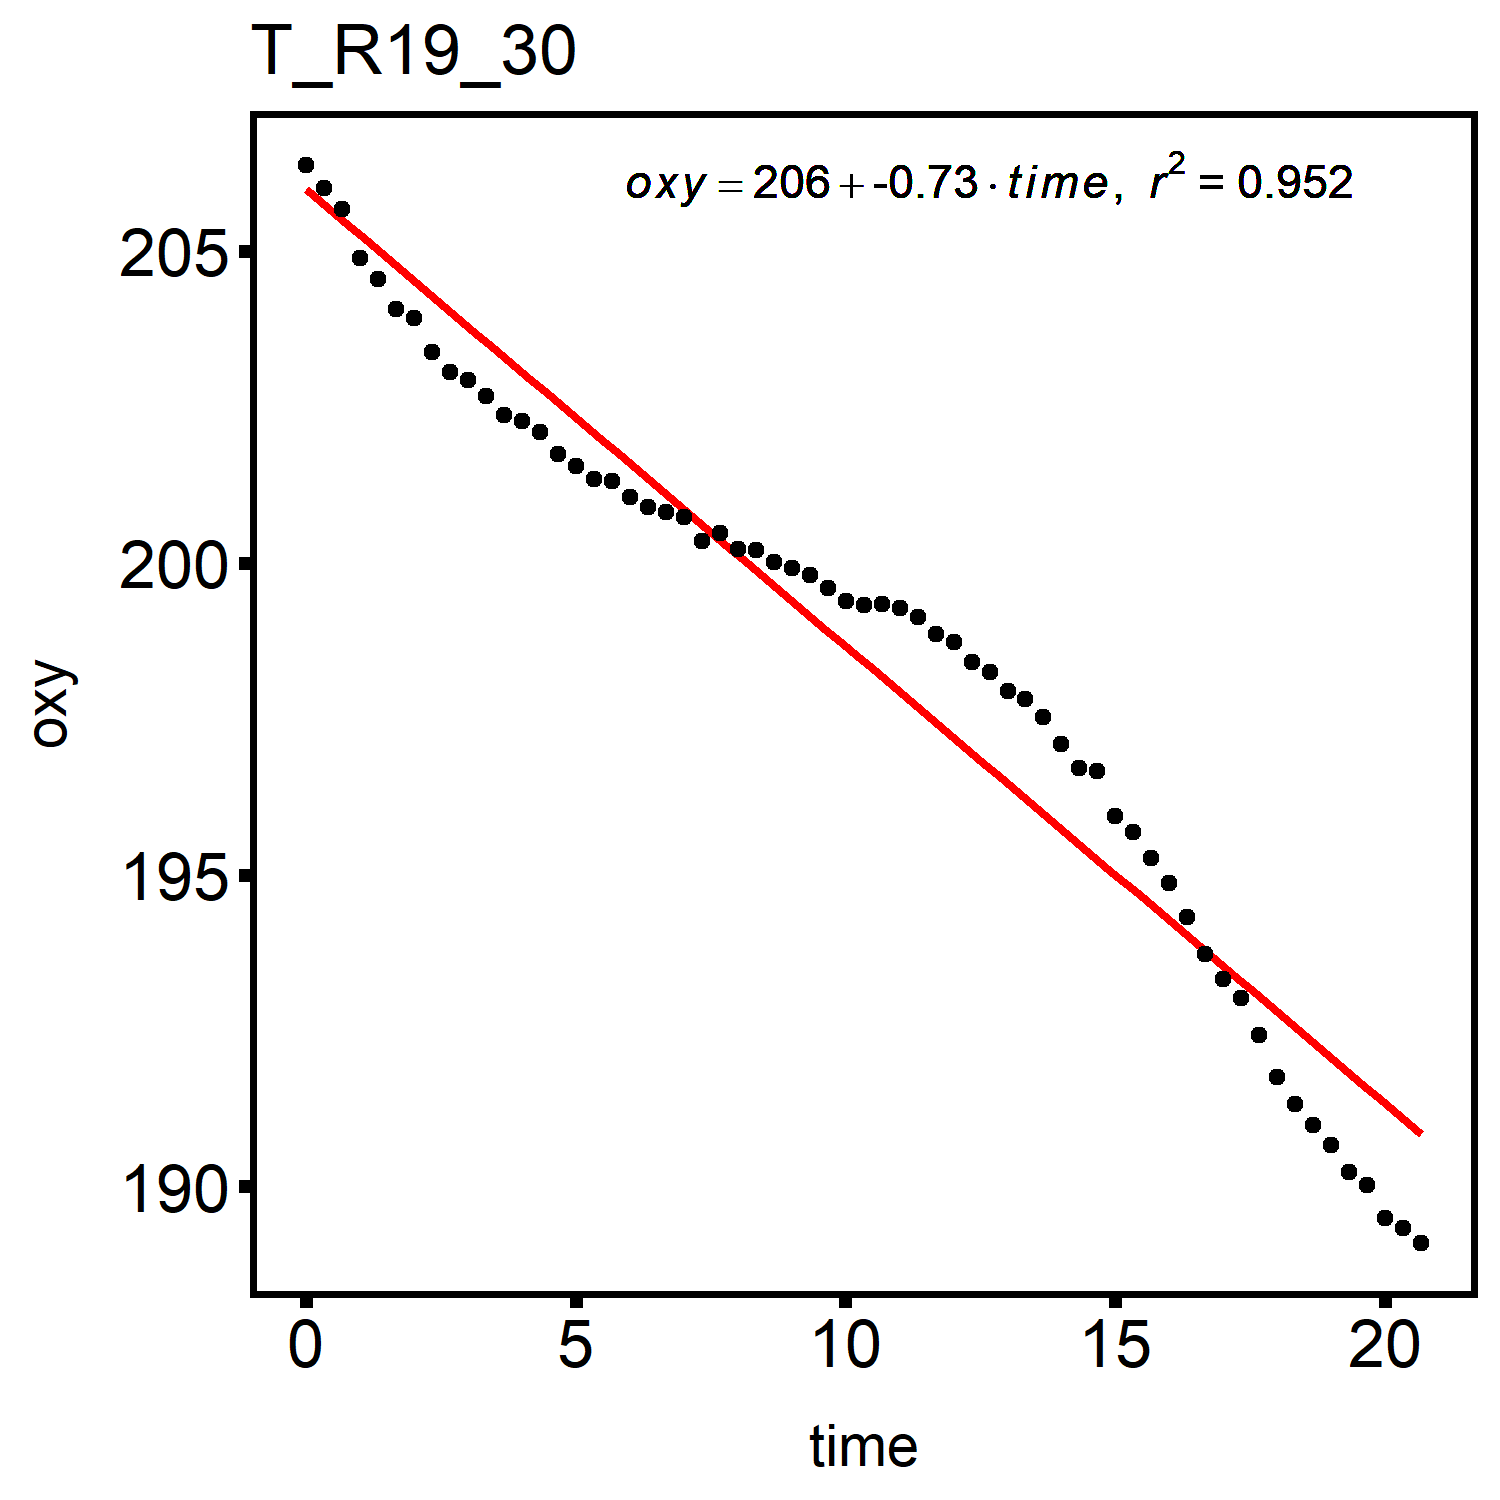 T_R19_30
oxy = 206 + -0.73 · time, r² = 0.952
205
200
195
190
oxy
0 5 10 15 20
time